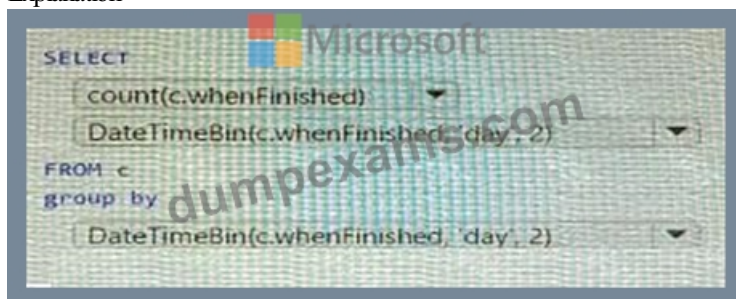 Explanation
Microsoft
SELECT
count(c.whenFinished)
DateTimeBin(c.whenFinished, 'day', 2)
FROM c
group by
DateTimeBin(c.whenFinished, 'day', 2)
dumpexams.com